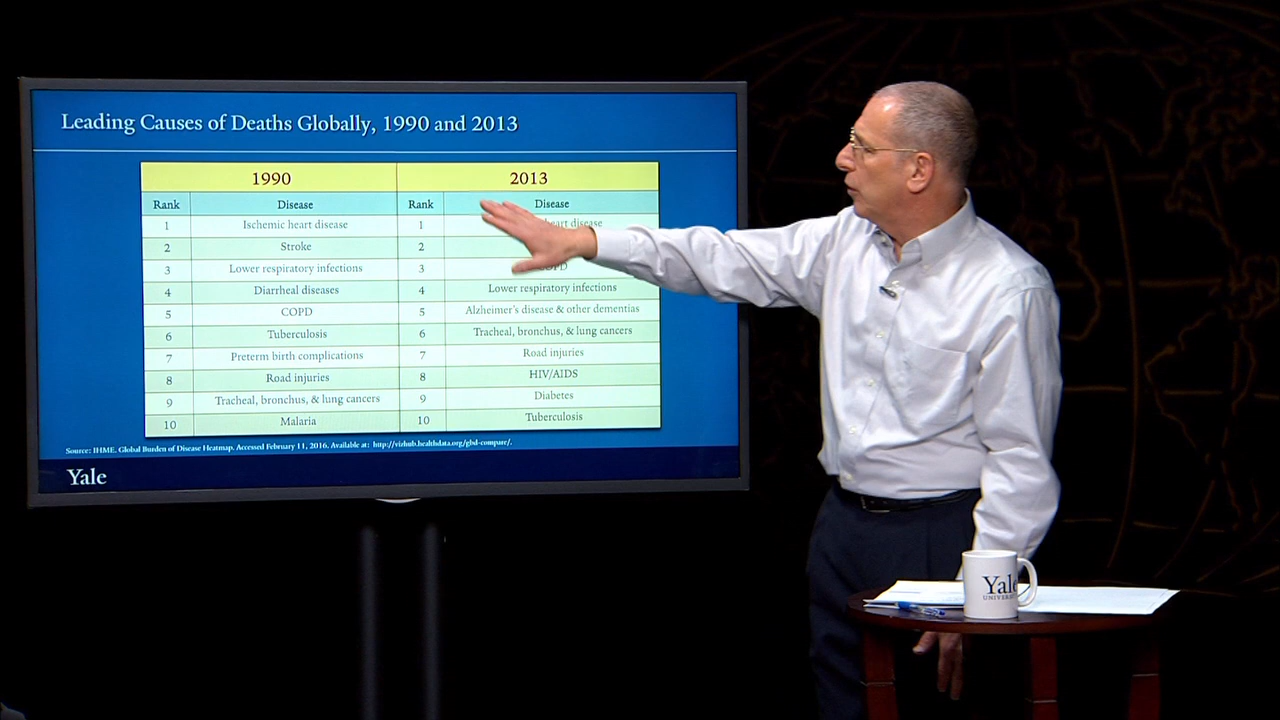 Leading Causes of Deaths Globally, 1990 and 2013
1990 2013
Rank Disease Rank Disease
1 Ischemic heart disease 1 heart disease
2 Stroke 2
3 Lower respiratory infections 3 COPD
4 Diarrheal diseases 4 Lower respiratory infections
5 COPD 5 Alzheimer's disease & other dementias
6 Tuberculosis 6 Tracheal, bronchus, & lung cancers
7 Preterm birth complications 7 Road injuries
8 Road injuries 8 HIV/AIDS
9 Tracheal, bronchus, & lung cancers 9 Diabetes
10 Malaria 10 Tuberculosis
Source: IHME. Global Burden of Disease Heatmap. Accessed February 11, 2016. Available at: http://vizhub.healthdata.org/gbd-compare/.
Yale
Yale